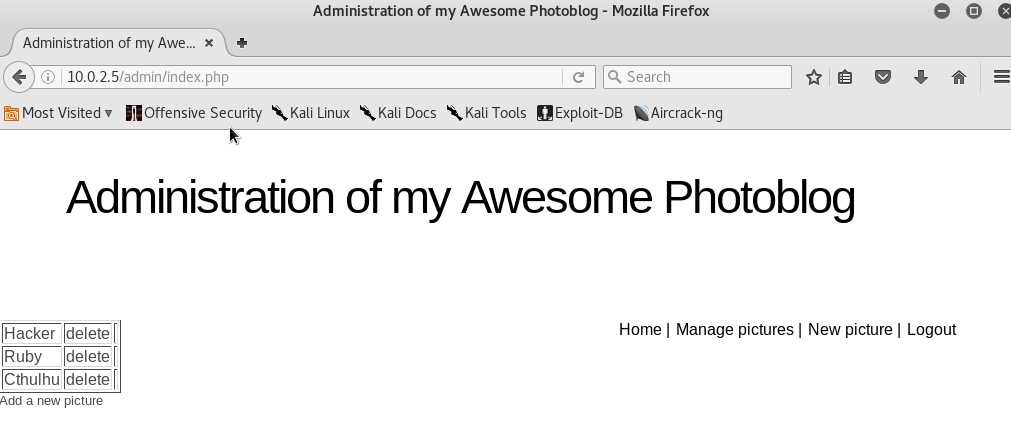 Administration of my Awesome Photoblog - Mozilla Firefox
Administration of my Awe...
10.0.2.5/admin/index.php
Search
Most Visited Offensive Security Kali Linux Kali Docs Kali Tools Exploit-DB Aircrack-ng
Administration of my Awesome Photoblog
Home | Manage pictures | New picture | Logout
Hacker delete
Ruby delete
Cthulhu delete
Add a new picture